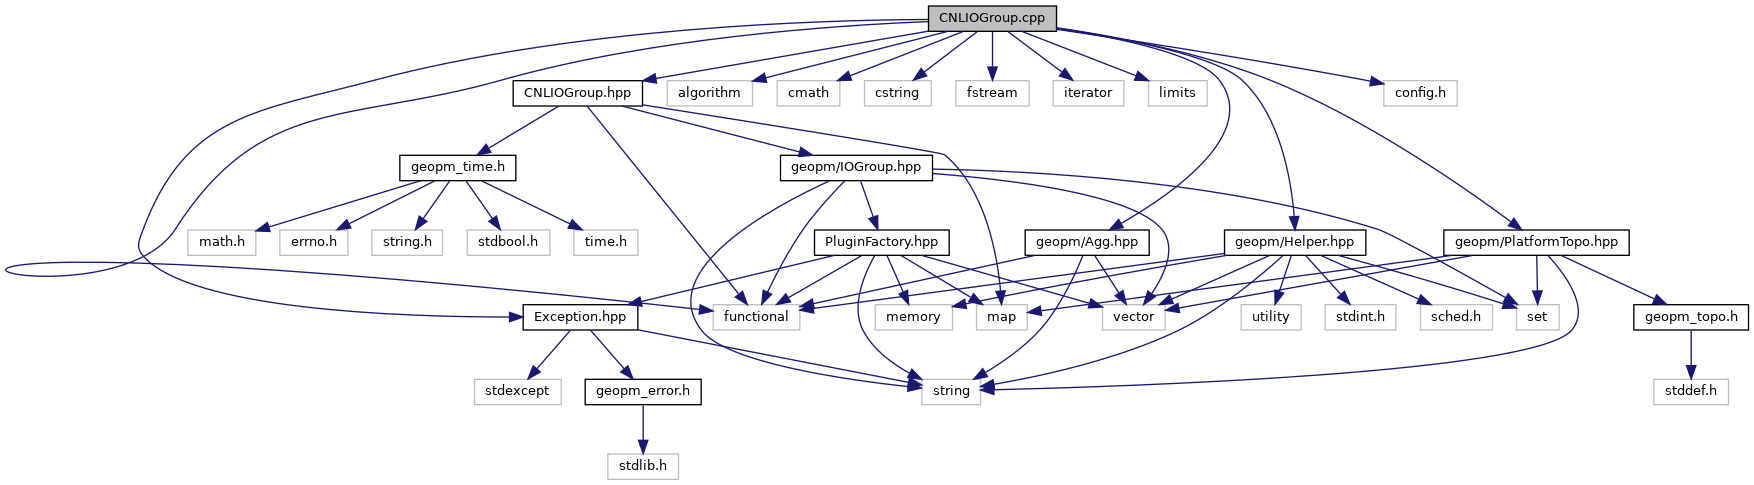 CNLIOGroup.cpp
CNLIOGroup.hpp
algorithm
cmath
cstring
fstream
iterator
limits
config.h
geopm_time.h
geopm/IOGroup.hpp
math.h
errno.h
string.h
stdbool.h
time.h
PluginFactory.hpp
geopm/Agg.hpp
geopm/Helper.hpp
geopm/PlatformTopo.hpp
Exception.hpp
functional
memory
map
vector
utility
stdint.h
sched.h
set
geopm_topo.h
stdexcept
geopm_error.h
string
stddef.h
stdlib.h